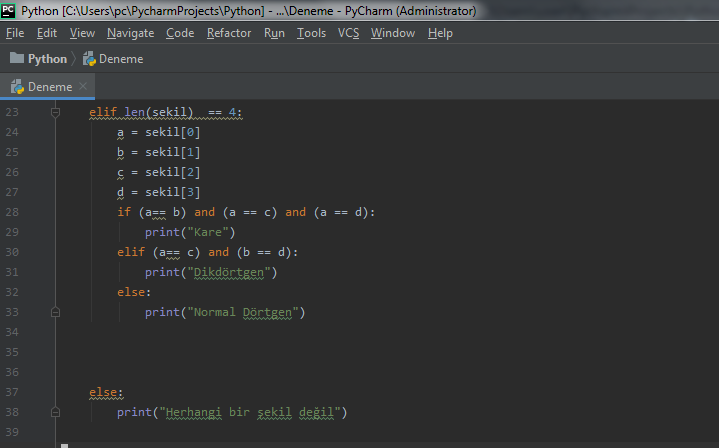 PC Python [C:\Users\pc\PycharmProjects\Python] - ...\Deneme - PyCharm (Administrator)
File Edit View Navigate Code Refactor Run Tools VCS Window Help
Python Deneme
Deneme
23 elif len(sekil)  == 4:
24 a = sekil[0]
25 b = sekil[1]
26 c = sekil[2]
27 d = sekil[3]
28 if (a== b) and (a == c) and (a == d):
29 print("Kare")
30 elif (a== c) and (b == d):
31 print("Dikdörtgen")
32 else:
33 print("Normal Dörtgen")
34
35
36
37 else:
38 print("Herhangi bir şekil değil")
39